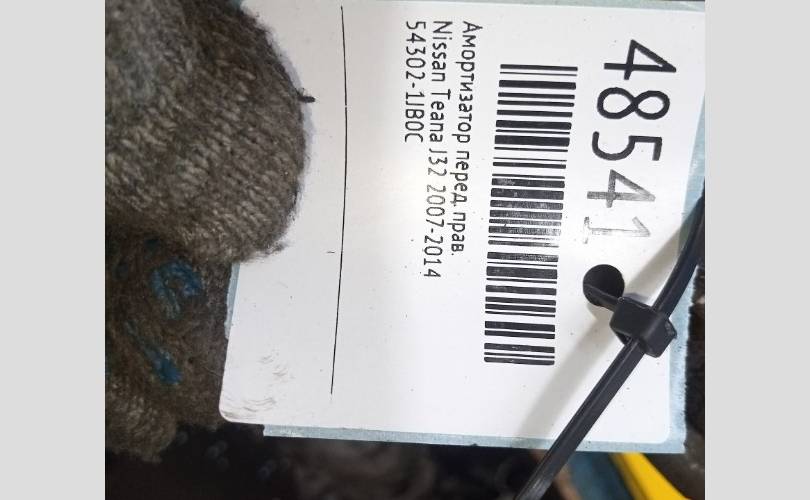 48541
Амортизатор перед. прав.
Nissan Teana J32 2007-2014
54302-1JB0C